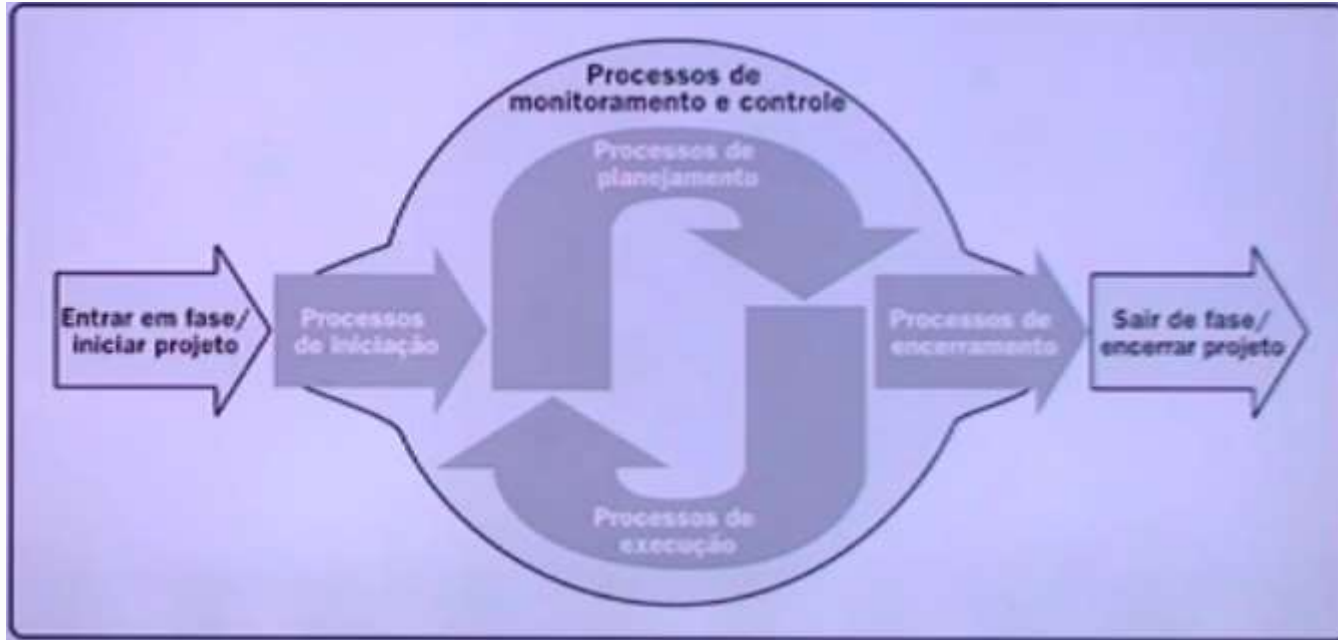 Processos de
monitoramento e controle
Processos de
planejamento
Entrar em fase/
iniciar projeto
Processos
de iniciação
Processos de
encerramento
Sair de fase/
encerrar projeto
Processos de
execução